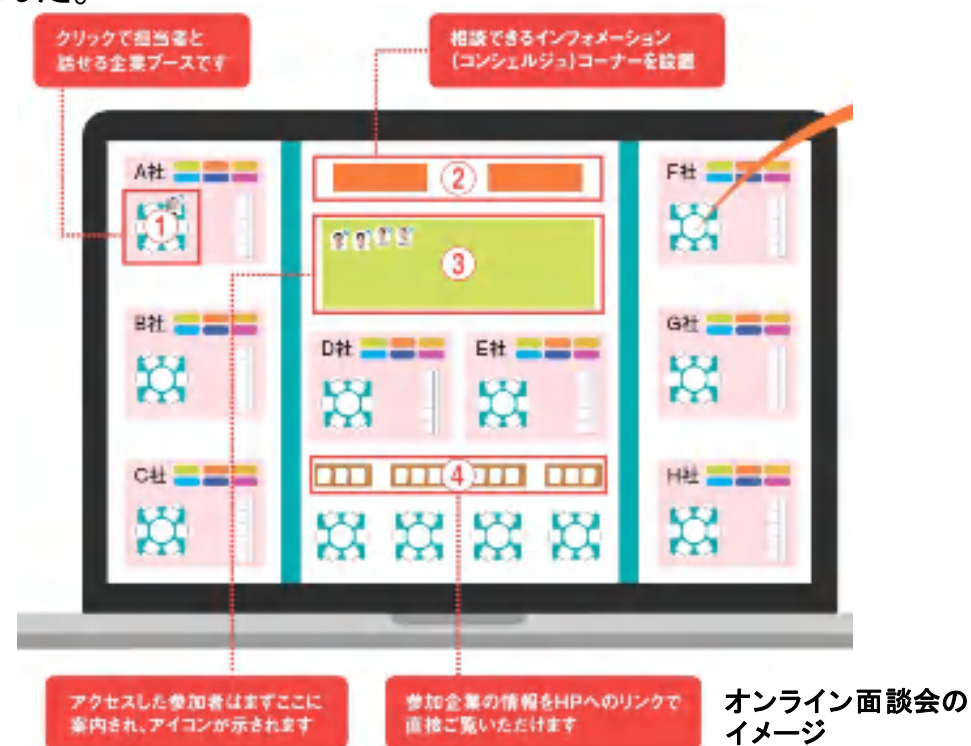 した。
クリックで担当者と
話せる企業ブースです
相談できるインフォメーション
(コンシェルジュ)コーナーを設置
A社
F社
①
②
③
B社
G社
D社
E社
C社
H社
④
アクセスした参加者はまずここに
案内され、アイコンが示されます
参加企業の情報をHPへのリンクで
直接ご覧いただけます
オンライン面談会の
イメージ